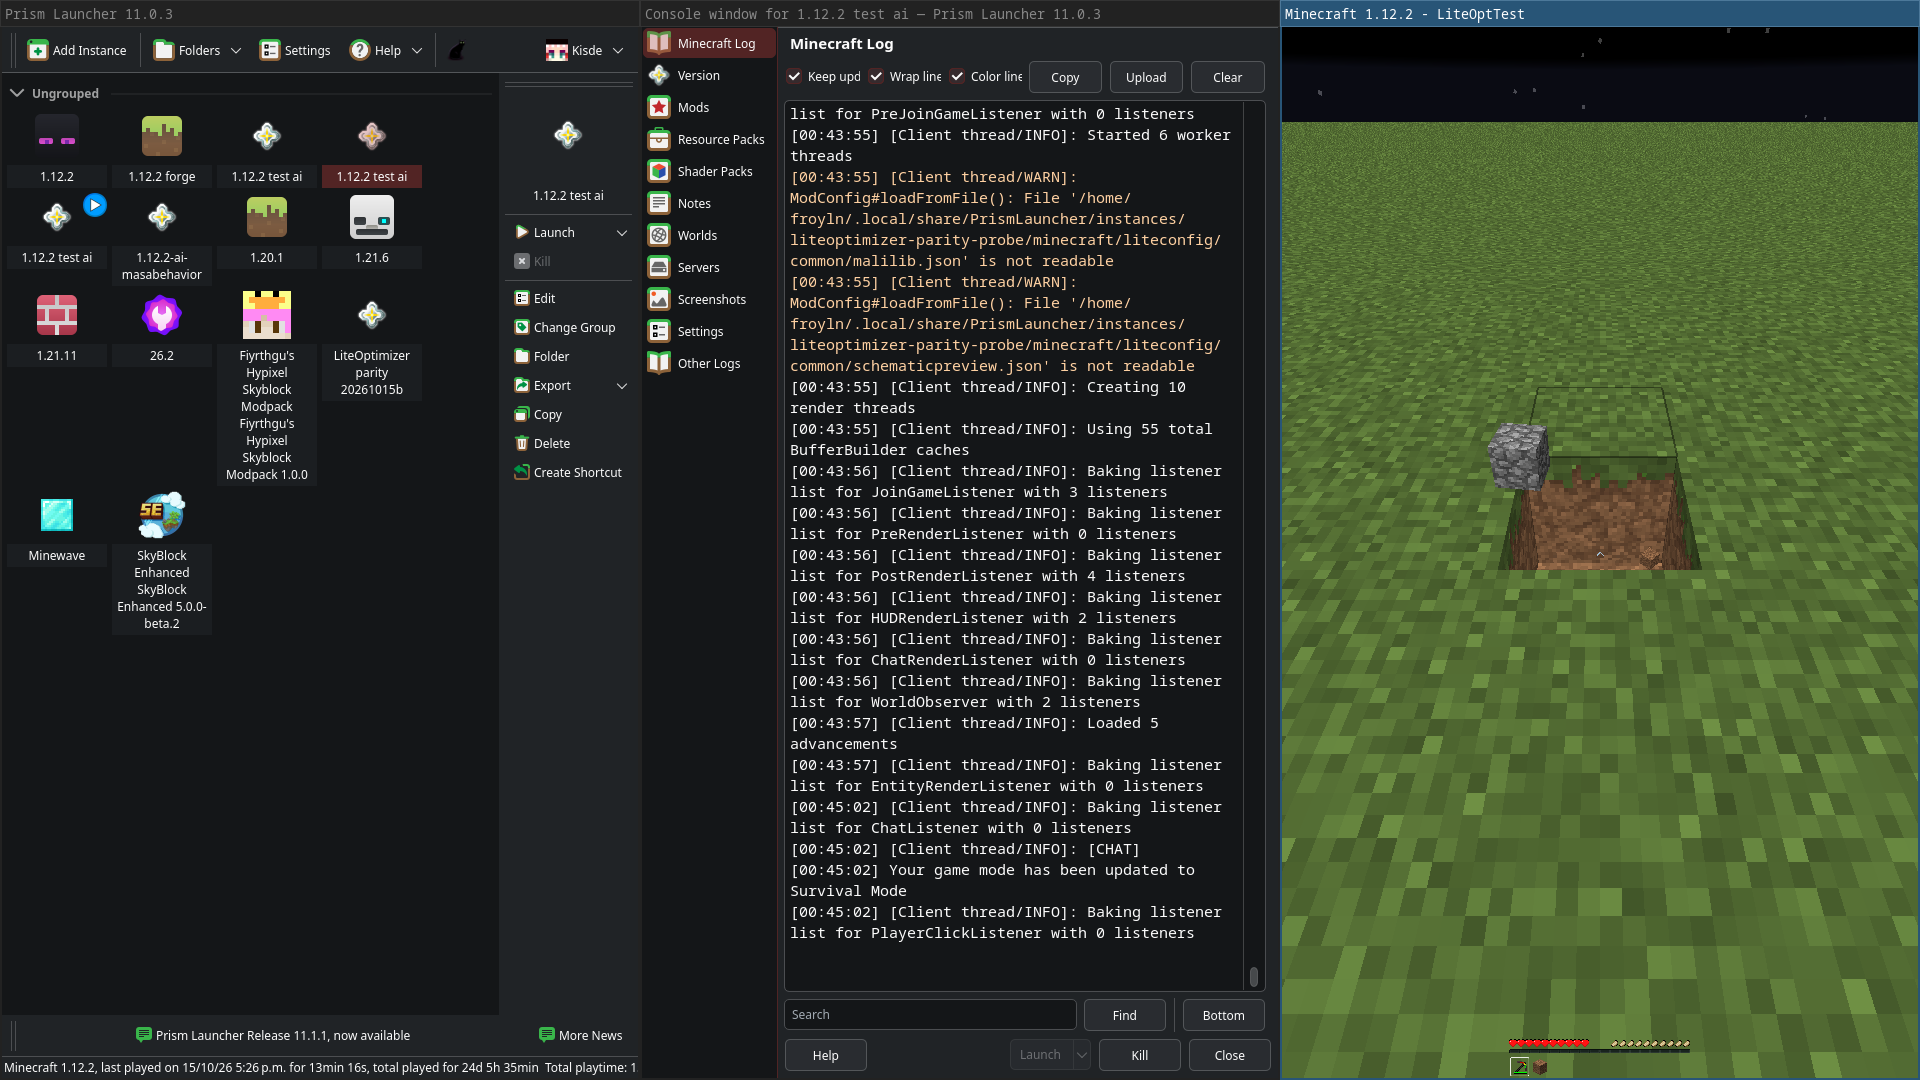 Prism Launcher 11.0.3
Add Instance
Folders
Settings
Help
Kisde
Ungrouped
1.12.2
1.12.2 forge
1.12.2 test ai
1.12.2 test ai
1.12.2 test ai
1.12.2-ai-
masabehavior
1.20.1
1.21.6
1.21.11
26.2
Fiyrthgu's
Hypixel
Skyblock
Modpack
Fiyrthgu's
Hypixel
Skyblock
Modpack 1.0.0
LiteOptimizer
parity
20261015b
Minewave
SkyBlock
Enhanced
SkyBlock
Enhanced 5.0.0-
beta.2
1.12.2 test ai
Launch
Kill
Edit
Change Group
Folder
Export
Copy
Delete
Create Shortcut
Prism Launcher Release 11.1.1, now available
More News
Minecraft 1.12.2, last played on 15/10/26 5:26 p.m. for 13min 16s, total played for 24d 5h 35min
Total playtime: 1
Console window for 1.12.2 test ai — Prism Launcher 11.0.3
Minecraft Log
Version
Mods
Resource Packs
Shader Packs
Notes
Worlds
Servers
Screenshots
Settings
Other Logs
Minecraft Log
Keep upd
Wrap line
Color line
Copy
Upload
Clear
list for PreJoinGameListener with 0 listeners
[00:43:55] [Client thread/INFO]: Started 6 worker
threads
[00:43:55] [Client thread/WARN]:
ModConfig#loadFromFile(): File '/home/
froyln/.local/share/PrismLauncher/instances/
liteoptimizer-parity-probe/minecraft/liteconfig/
common/malilib.json' is not readable
[00:43:55] [Client thread/WARN]:
ModConfig#loadFromFile(): File '/home/
froyln/.local/share/PrismLauncher/instances/
liteoptimizer-parity-probe/minecraft/liteconfig/
common/schematicpreview.json' is not readable
[00:43:55] [Client thread/INFO]: Creating 10
render threads
[00:43:55] [Client thread/INFO]: Using 55 total
BufferBuilder caches
[00:43:56] [Client thread/INFO]: Baking listener
list for JoinGameListener with 3 listeners
[00:43:56] [Client thread/INFO]: Baking listener
list for PreRenderListener with 0 listeners
[00:43:56] [Client thread/INFO]: Baking listener
list for PostRenderListener with 4 listeners
[00:43:56] [Client thread/INFO]: Baking listener
list for HUDRenderListener with 2 listeners
[00:43:56] [Client thread/INFO]: Baking listener
list for ChatRenderListener with 0 listeners
[00:43:56] [Client thread/INFO]: Baking listener
list for WorldObserver with 2 listeners
[00:43:57] [Client thread/INFO]: Loaded 5
advancements
[00:43:57] [Client thread/INFO]: Baking listener
list for EntityRenderListener with 0 listeners
[00:45:02] [Client thread/INFO]: Baking listener
list for ChatListener with 0 listeners
[00:45:02] [Client thread/INFO]: [CHAT]
[00:45:02] Your game mode has been updated to
Survival Mode
[00:45:02] [Client thread/INFO]: Baking listener
list for PlayerClickListener with 0 listeners
Search
Find
Bottom
Help
Launch
Kill
Close
Minecraft 1.12.2 - LiteOptTest
SE